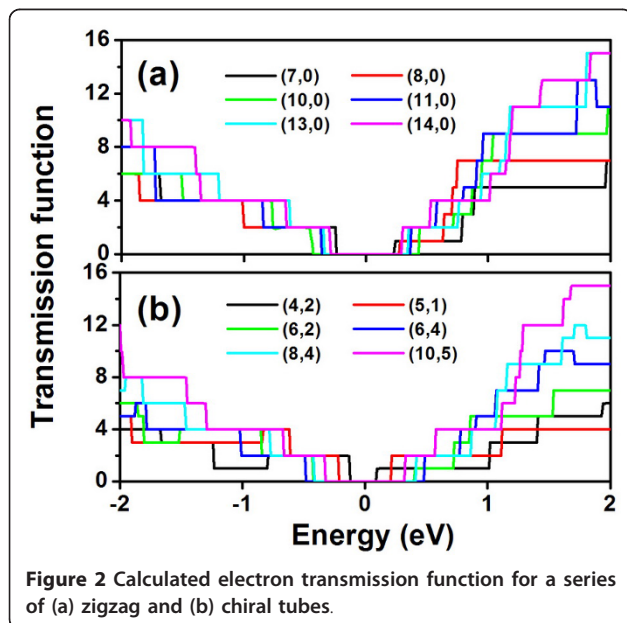 Transmission function
16
12
8
4
0
(a)
(7,0) (8,0)
(10,0) (11,0)
(13,0) (14,0)
16
12
8
4
0
(b)
(4,2) (5,1)
(6,2) (6,4)
(8,4) (10,5)
-2 -1 0 1 2
Energy (eV)
Figure 2 Calculated electron transmission function for a series
of (a) zigzag and (b) chiral tubes.